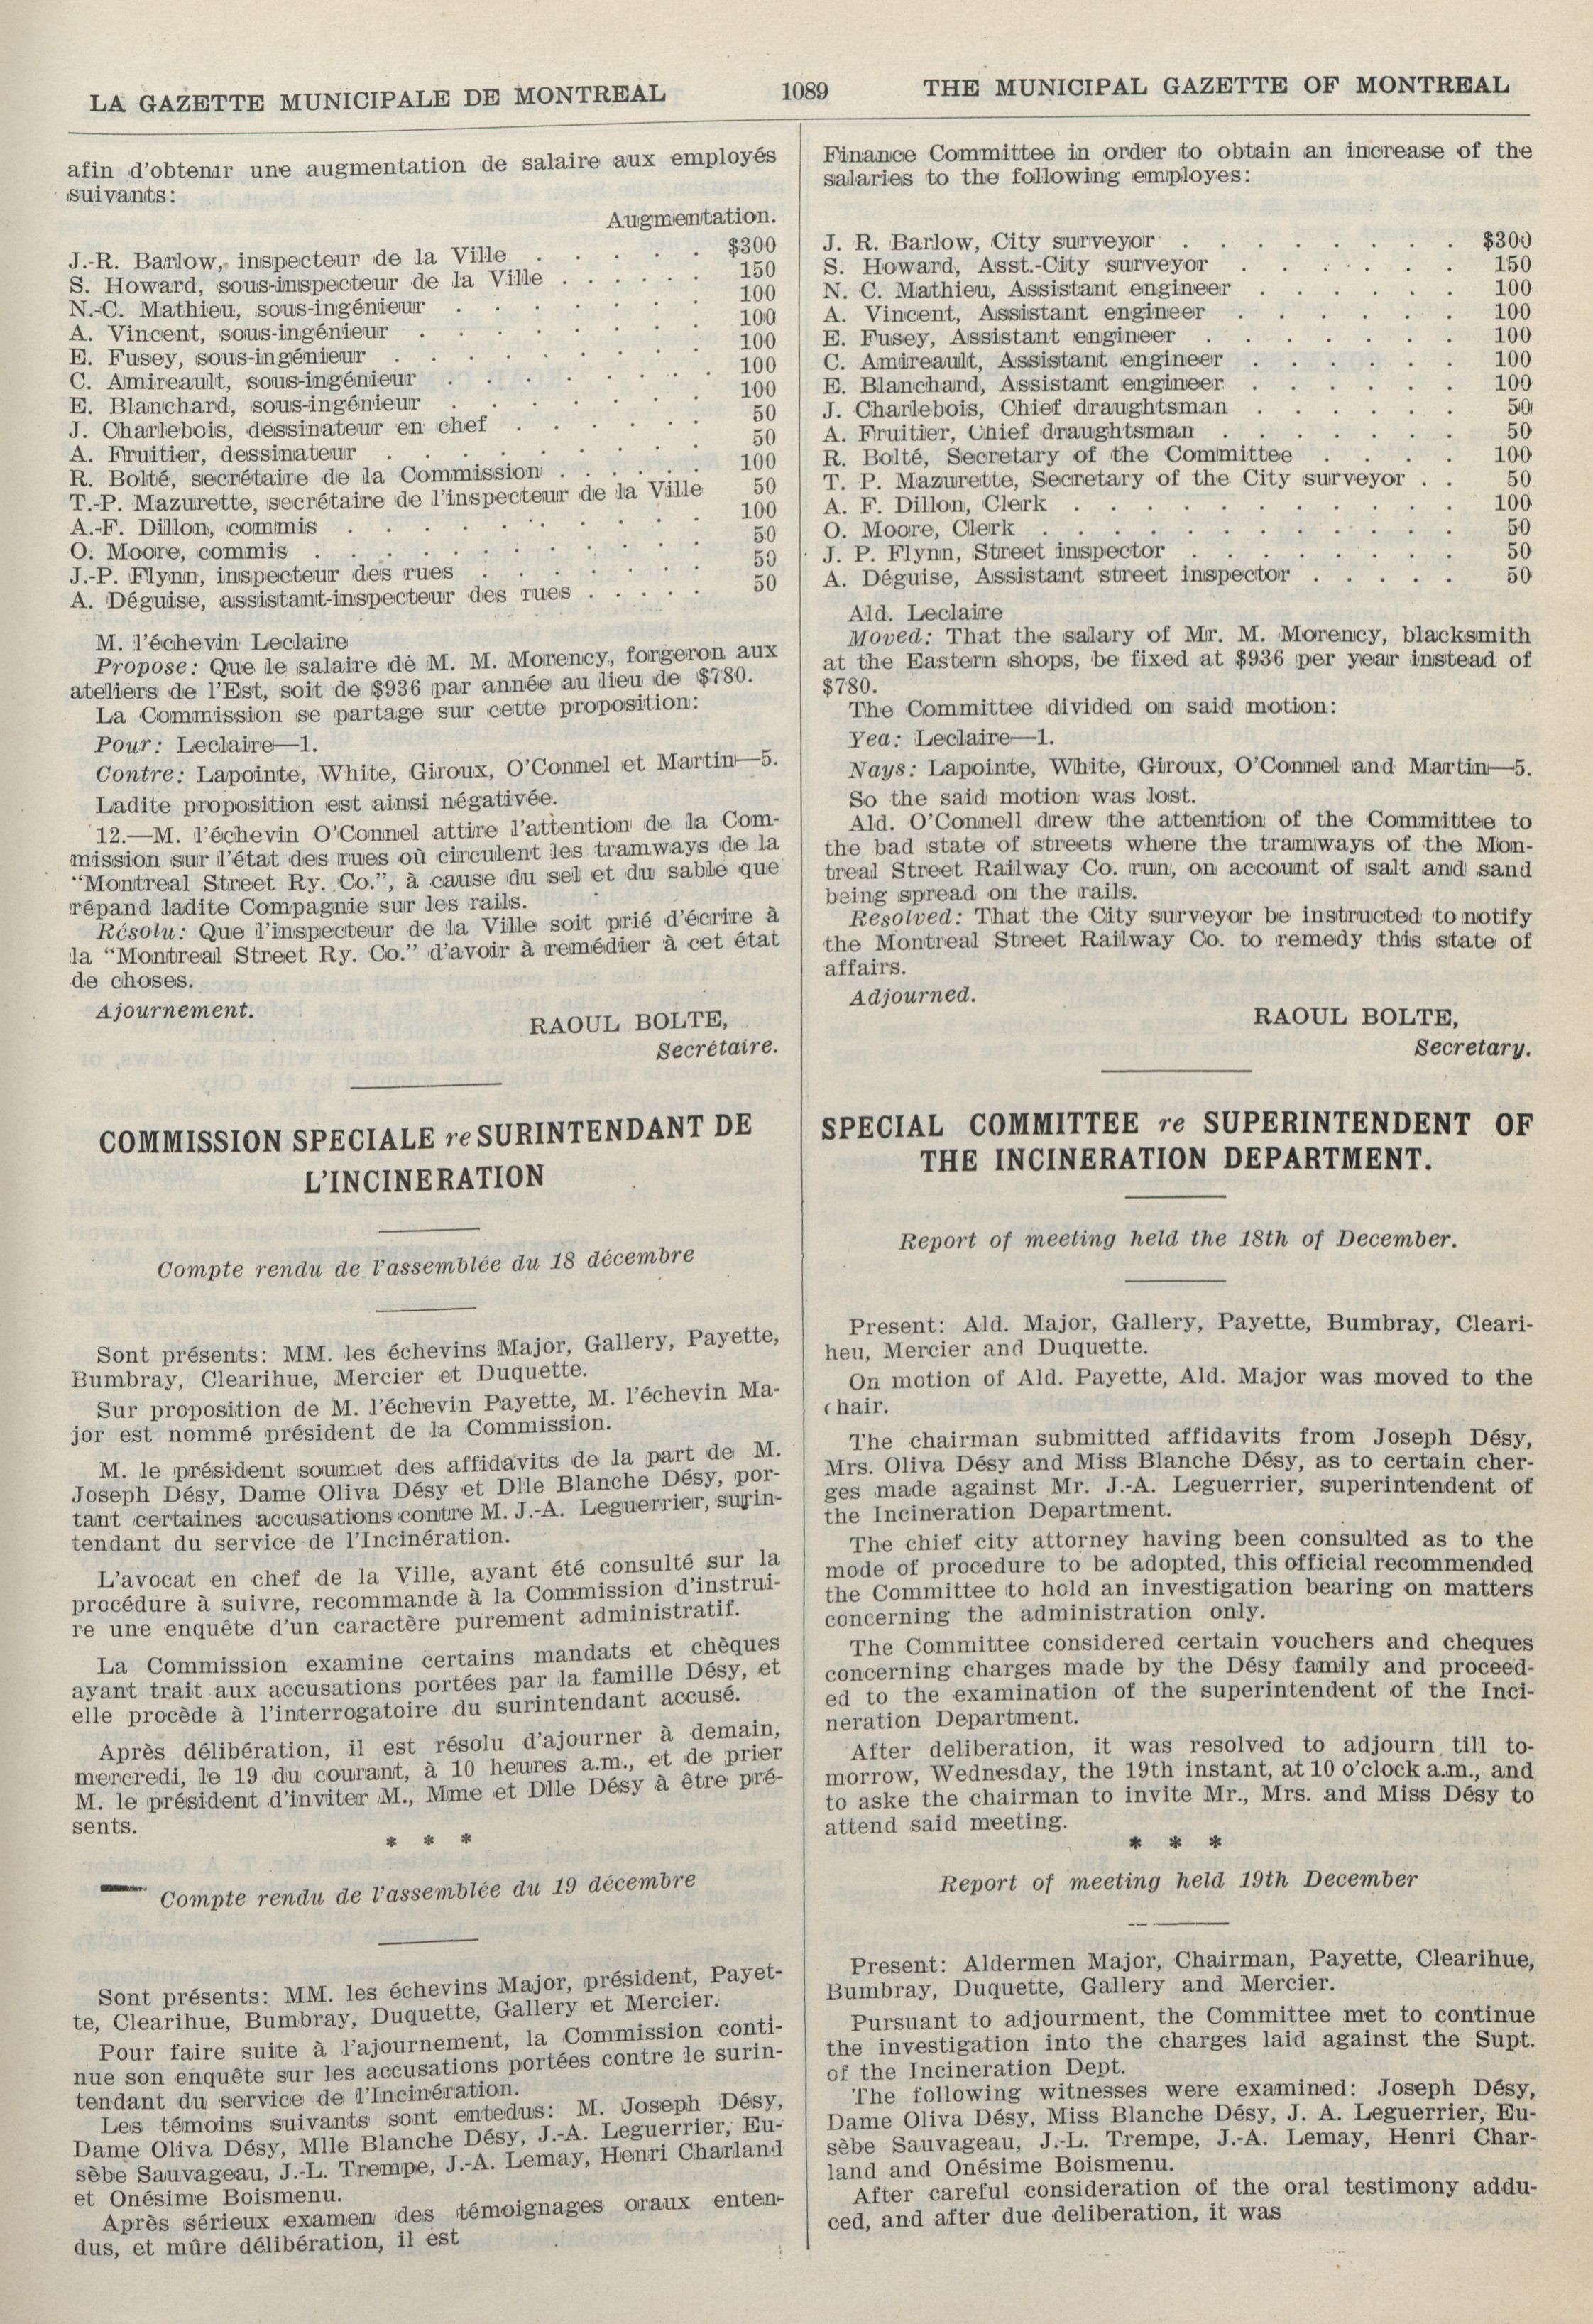 LA GAZETTE MUNICIPALE DE MONTREAL 1089 THE MUNICIPAL GAZETTE OF MONTREAL
afin d'obtenir une augmentation de salaire aux employés
suivants:
Augmentation.
J.-R. Barlow, inspecteur de la Ville . . . . . $300
S. Howard, sous-inspecteur de la Ville . . . . . . 150
N.-C. Mathieu, sous-ingénieur . . . . . . . 100
A. Vincent, sous-ingénieur . . . . . . . . 100
E. Fusey, sous-ingénieur . . . . . . . . . 100
C. Amireault, sous-ingénieur . . . . . . . . 100
E. Blanchard, sous-ingénieur . . . . . . . 100
J. Charlebois, dessinateur en chef . . . . . . 50
A. Fruitier, dessinateur . . . . . . . . . 50
R. Bolté, secrétaire de la Commission . . . . . . 100
T.-P. Mazurette, secrétaire de l'inspecteur de la Ville 50
A.-F. Dillon, commis . . . . . . . . . . 100
O. Moore, commis . . . . . . . . . . . 50
J.-P. Flynn, inspecteur des rues . . . . . . . 50
A. Déguise, assistant-inspecteur des rues . . . . . 50
M. l'échevin Leclaire
Propose: Que le salaire de M. M. Morency, forgeron aux
ateliers de l'Est, soit de $936 par année au lieu de $780.
La Commission se partage sur cette proposition:
Pour: Leclaire—1.
Contre: Lapointe, White, Giroux, O'Connel et Martin—5.
Ladite proposition est ainsi négativée.
12.—M. l'échevin O'Connel attire l'attention de la Com-
mission sur l'état des rues où circulent les tramways de la
"Montreal Street Ry. Co.", à cause du sel et du sable que
répand ladite Compagnie sur les rails.
Résolu: Que l'inspecteur de la Ville soit prié d'écrire à
la "Montreal Street Ry. Co." d'avoir à remédier à cet état
de choses.
Ajournement.
RAOUL BOLTE,
Secrétaire.
COMMISSION SPECIALE re SURINTENDANT DE
L'INCINERATION
Compte rendu de l'assemblée du 18 décembre
Sont présents: MM. les échevins Major, Gallery, Payette,
Bumbray, Clearihue, Mercier et Duquette.
Sur proposition de M. l'échevin Payette, M. l'échevin Ma-
jor est nommé président de la Commission.
M. le président soumet des affidavits de la part de M.
Joseph Désy, Dame Oliva Désy et Dlle Blanche Désy, por-
tant certaines accusations contre M. J.-A. Leguerrier, surin-
tendant du service de l'Incinération.
L'avocat en chef de la Ville, ayant été consulté sur la
procédure à suivre, recommande à la Commission d'instrui-
re une enquête d'un caractère purement administratif.
La Commission examine certains mandats et chèques
ayant trait aux accusations portées par la famille Désy, et
elle procède à l'interrogatoire du surintendant accusé.
Après délibération, il est résolu d'ajourner à demain,
mercredi, le 19 du courant, à 10 heures a.m., et de prier
M. le président d'inviter M., Mme et Dlle Désy à être pré-
sents.
* * *
Compte rendu de l'assemblée du 19 décembre
Sont présents: MM. les échevins Major, président, Payet-
te, Clearihue, Bumbray, Duquette, Gallery et Mercier.
Pour faire suite à l'ajournement, la Commission conti-
nue son enquête sur les accusations portées contre le surin-
tendant du service de l'Incinération.
Les témoins suivants sont entedus: M. Joseph Désy,
Dame Oliva Désy, Mlle Blanche Désy, J.-A. Leguerrier, Eu-
sèbe Sauvageau, J.-L. Trempe, J.-A. Lemay, Henri Charland
et Onésime Boismenu.
Après sérieux examen des témoignages oraux enten-
dus, et mûre délibération, il est
Finance Committee in order to obtain an increase of the
salaries to the following employes:
J. R. Barlow, City surveyor . . . . . . . . $300
S. Howard, Asst.-City surveyor . . . . . . 150
N. C. Mathieu, Assistant engineer . . . . . . 100
A. Vincent, Assistant engineer . . . . . . 100
E. Fusey, Assistant engineer . . . . . . . 100
C. Amireault, Assistant engineer . . . . . . 100
E. Blanchard, Assistant engineer . . . . . . 100
J. Charlebois, Chief draughtsman . . . . . . 50
A. Fruitier, Chief draughtsman . . . . . . . 50
R. Bolté, Secretary of the Committee . . . . 100
T. P. Mazurette, Secretary of the City surveyor . . 50
A. F. Dillon, Clerk . . . . . . . . . . . 100
O. Moore, Clerk . . . . . . . . . . . . 50
J. P. Flynn, Street inspector . . . . . . . . 50
A. Déguise, Assistant street inspector . . . . . 50
Ald. Leclaire
Moved: That the salary of Mr. M. Morency, blacksmith
at the Eastern shops, be fixed at $936 per year instead of
$780.
The Committee divided on said motion:
Yea: Leclaire—1.
Nays: Lapointe, White, Giroux, O'Connel and Martin—5.
So the said motion was lost.
Ald. O'Connell drew the attention of the Committee to
the bad state of streets where the tramways of the Mon-
treal Street Railway Co. run, on account of salt and sand
being spread on the rails.
Resolved: That the City surveyor be instructed to notify
the Montreal Street Railway Co. to remedy this state of
affairs.
Adjourned.
RAOUL BOLTE,
Secretary.
SPECIAL COMMITTEE re SUPERINTENDENT OF
THE INCINERATION DEPARTMENT.
Report of meeting held the 18th of December.
Present: Ald. Major, Gallery, Payette, Bumbray, Cleari-
heu, Mercier and Duquette.
On motion of Ald. Payette, Ald. Major was moved to the
chair.
The chairman submitted affidavits from Joseph Désy,
Mrs. Oliva Désy and Miss Blanche Désy, as to certain cher-
ges made against Mr. J.-A. Leguerrier, superintendent of
the Incineration Department.
The chief city attorney having been consulted as to the
mode of procedure to be adopted, this official recommended
the Committee to hold an investigation bearing on matters
concerning the administration only.
The Committee considered certain vouchers and cheques
concerning charges made by the Désy family and proceed-
ed to the examination of the superintendent of the Inci-
neration Department.
After deliberation, it was resolved to adjourn till to-
morrow, Wednesday, the 19th instant, at 10 o'clock a.m., and
to aske the chairman to invite Mr., Mrs. and Miss Désy to
attend said meeting.
* * *
Report of meeting held 19th December
Present: Aldermen Major, Chairman, Payette, Clearihue,
Bumbray, Duquette, Gallery and Mercier.
Pursuant to adjourment, the Committee met to continue
the investigation into the charges laid against the Supt.
of the Incineration Dept.
The following witnesses were examined: Joseph Désy,
Dame Oliva Désy, Miss Blanche Désy, J. A. Leguerrier, Eu-
sèbe Sauvageau, J.-L. Trempe, J.-A. Lemay, Henri Char-
land and Onésime Boismenu.
After careful consideration of the oral testimony addu-
ced, and after due deliberation, it was